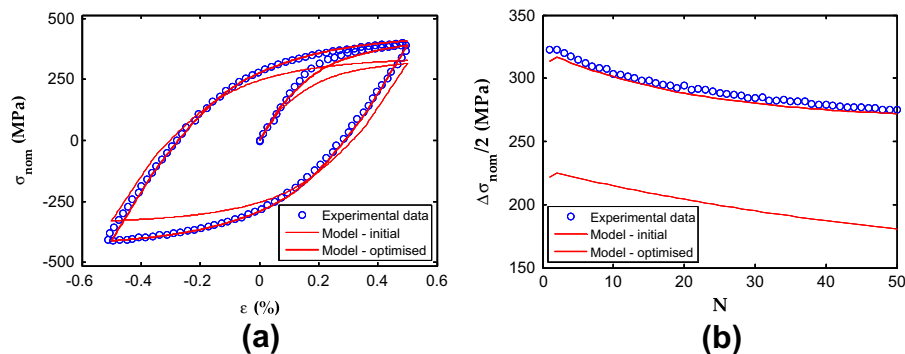 (a)
500
250
0
-250
-500
σnom (MPa)
Experimental data
Model - initial
Model - optimised
-0.6 -0.4 -0.2 0 0.2 0.4 0.6
ε (%)
(a)
(b)
350
300
250
200
150
Δσnom/2 (MPa)
Experimental data
Model - initial
Model - optimised
0 10 20 30 40 50
N
(b)